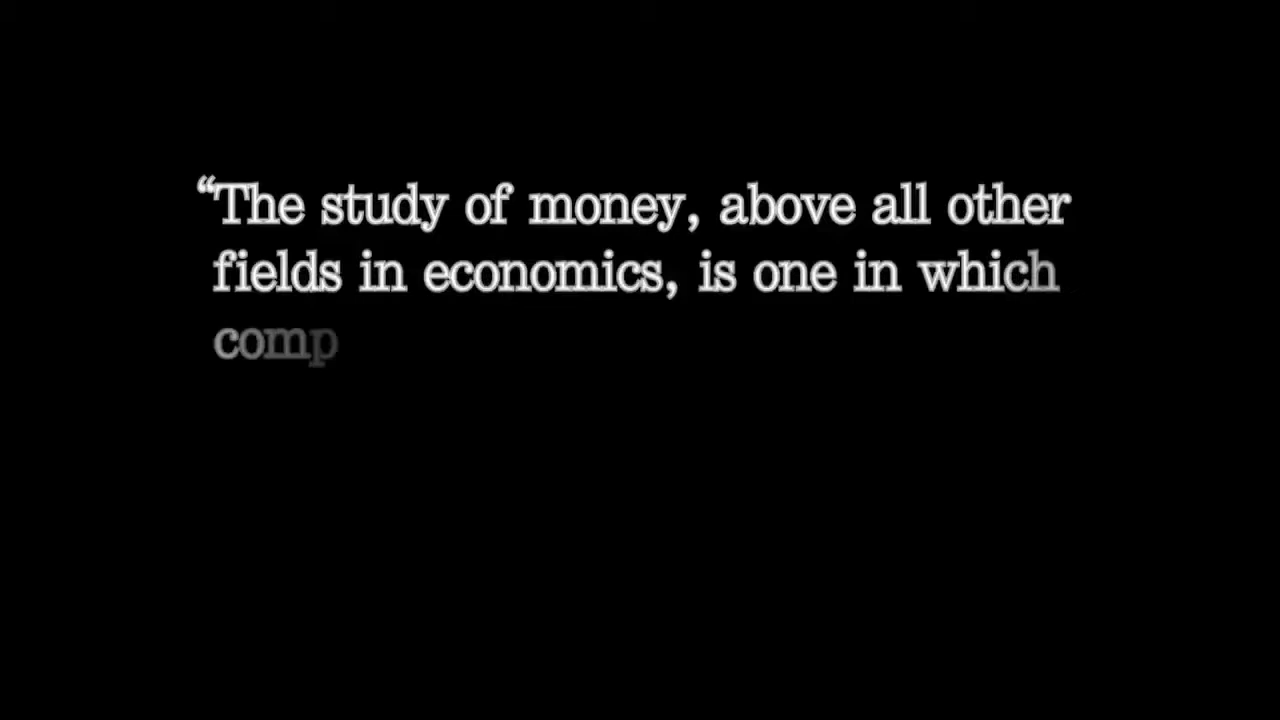 “The study of money, above all other
fields in economics, is one in which
comp